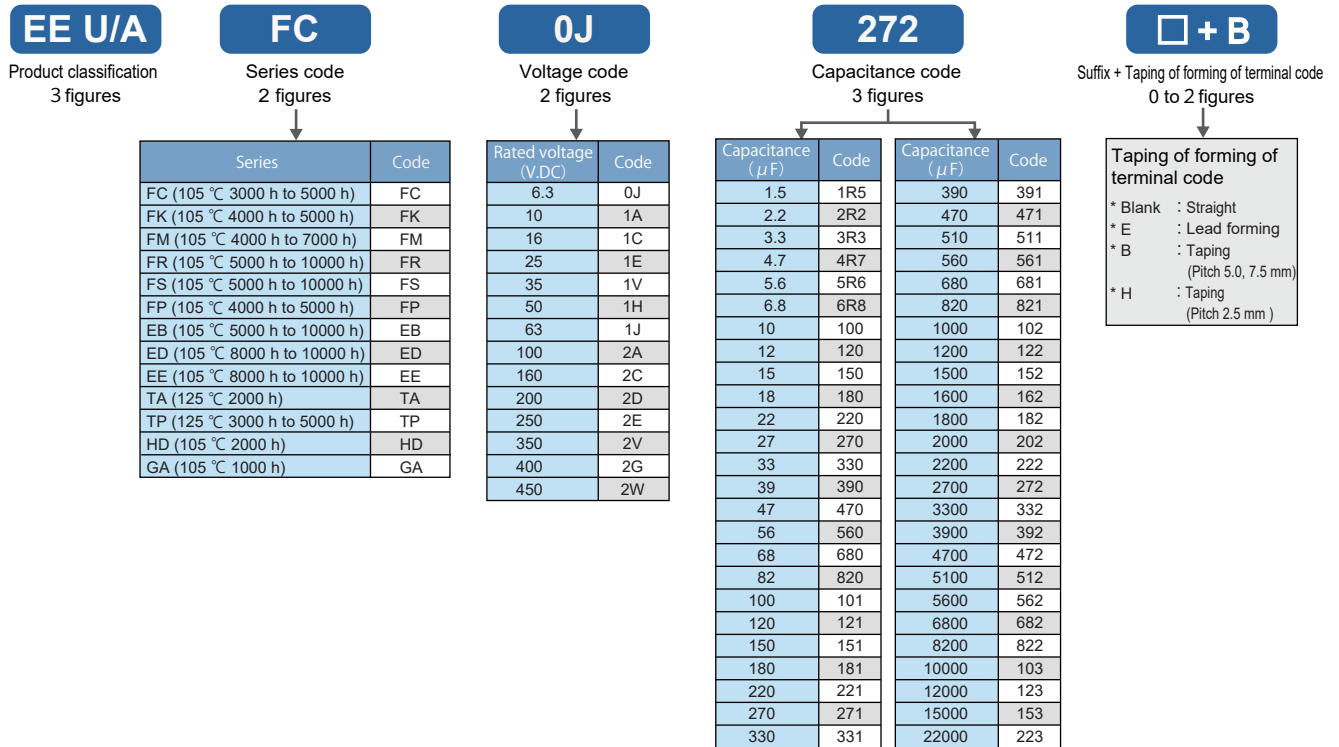 EE U/A FC 0J 272 □ + B
Product classification Series code Voltage code Capacitance code Suffix + Taping of forming of terminal code
3 figures 2 figures 2 figures 3 figures 0 to 2 figures
Series Code
FC (105 ℃ 3000 h to 5000 h) FC
FK (105 ℃ 4000 h to 5000 h) FK
FM (105 ℃ 4000 h to 7000 h) FM
FR (105 ℃ 5000 h to 10000 h) FR
FS (105 ℃ 5000 h to 10000 h) FS
FP (105 ℃ 4000 h to 5000 h) FP
EB (105 ℃ 5000 h to 10000 h) EB
ED (105 ℃ 8000 h to 10000 h) ED
EE (105 ℃ 8000 h to 10000 h) EE
TA (125 ℃ 2000 h) TA
TP (125 ℃ 3000 h to 5000 h) TP
HD (105 ℃ 2000 h) HD
GA (105 ℃ 1000 h) GA
Rated voltage
(V.DC) Code
6.3 0J
10 1A
16 1C
25 1E
35 1V
50 1H
63 1J
100 2A
160 2C
200 2D
250 2E
350 2V
400 2G
450 2W
Capacitance
(μF) Code
1.5 1R5
2.2 2R2
3.3 3R3
4.7 4R7
5.6 5R6
6.8 6R8
10 100
12 120
15 150
18 180
22 220
27 270
33 330
39 390
47 470
56 560
68 680
82 820
100 101
120 121
150 151
180 181
220 221
270 271
330 331
Capacitance
(μF) Code
390 391
470 471
510 511
560 561
680 681
820 821
1000 102
1200 122
1500 152
1600 162
1800 182
2000 202
2200 222
2700 272
3300 332
3900 392
4700 472
5100 512
5600 562
6800 682
8200 822
10000 103
12000 123
15000 153
22000 223
Taping of forming of
terminal code
* Blank : Straight
* E : Lead forming
* B : Taping
(Pitch 5.0, 7.5 mm)
* H : Taping
(Pitch 2.5 mm )